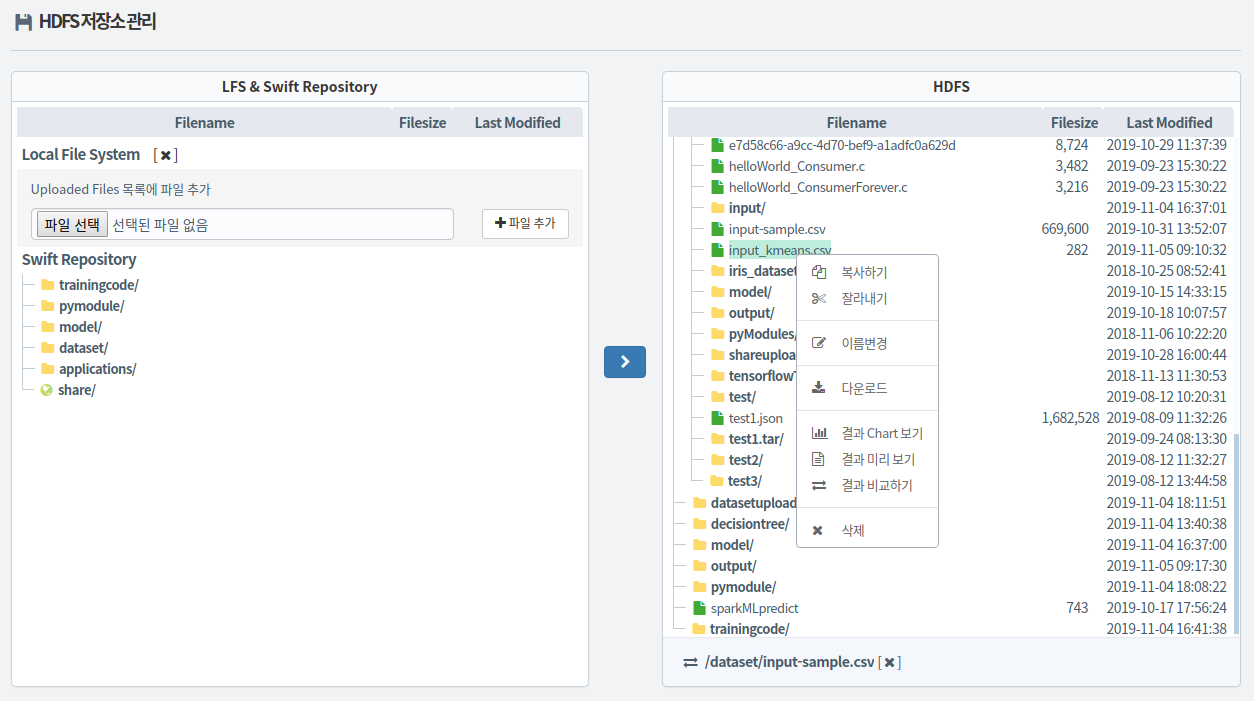 HDFS 저장소 관리
LFS & Swift Repository
Filename Filesize Last Modified
Local File System [ ✖ ]
Uploaded Files 목록에 파일 추가
파일 선택 선택된 파일 없음
파일 추가
Swift Repository
trainingcode/
pymodule/
model/
dataset/
applications/
share/
HDFS
Filename Filesize Last Modified
e7d58c66-a9cc-4d70-bef9-a1adfc0a629d 8,724 2019-10-29 11:37:39
helloWorld_Consumer.c 3,482 2019-09-23 15:30:22
helloWorld_ConsumerForever.c 3,216 2019-09-23 15:30:22
input/ 2019-11-04 16:37:01
input-sample.csv 669,600 2019-10-31 13:52:07
input_kmeans.csv 282 2019-11-05 09:10:32
iris_dataset 2018-10-25 08:52:41
model/ 2019-10-15 14:33:15
output/ 2019-10-18 10:07:57
pyModules/ 2018-11-06 10:22:20
shareuploa 2019-10-28 16:00:44
tensorflowT 2018-11-13 11:30:53
test/ 2019-08-12 10:20:31
test1.json 1,682,528 2019-08-09 11:32:26
test1.tar/ 2019-09-24 08:13:30
test2/ 2019-08-12 11:32:27
test3/ 2019-08-12 13:44:58
datasetupload 2019-11-04 18:11:51
decisiontree/ 2019-11-04 13:40:38
model/ 2019-11-04 16:37:00
output/ 2019-11-05 09:17:30
pymodule/ 2019-11-04 18:08:22
sparkMLpredict 743 2019-10-17 17:56:24
trainingcode/ 2019-11-04 16:41:38
복사하기
잘라내기
이름변경
다운로드
결과 Chart 보기
결과 미리 보기
결과 비교하기
삭제
/dataset/input-sample.csv [ ✖ ]